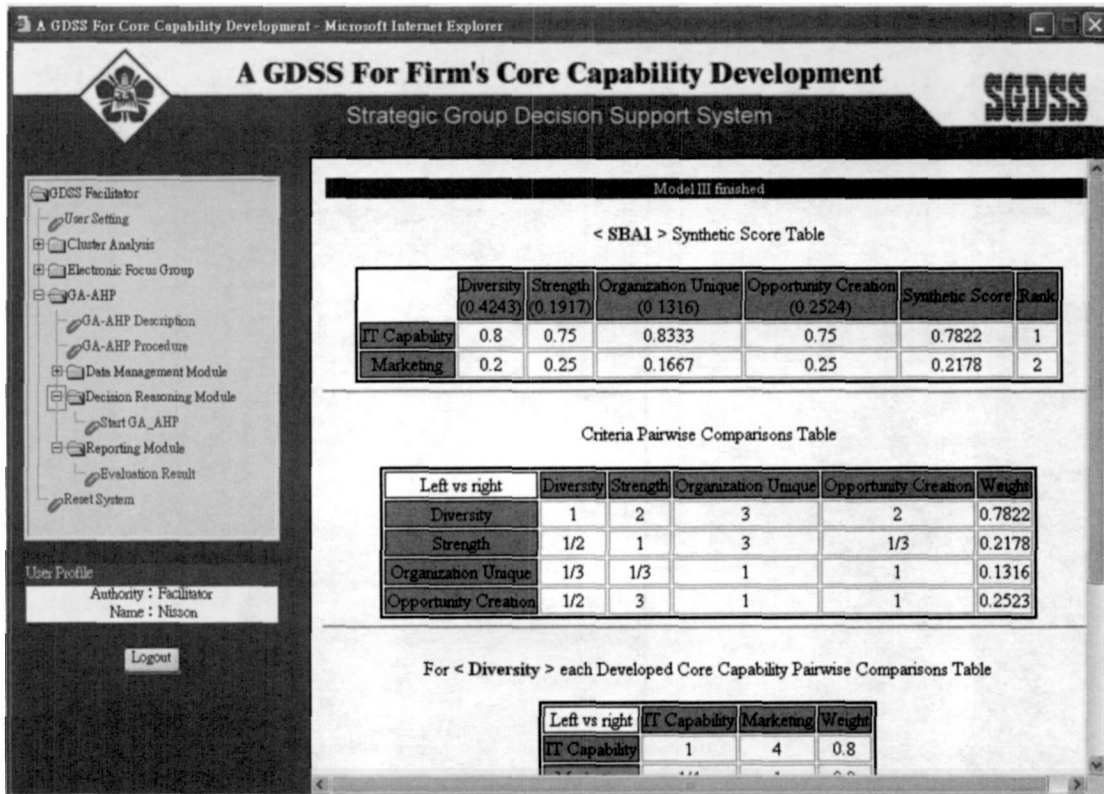 A GDSS For Core Capability Development - Microsoft Internet Explorer
A GDSS For Firm's Core Capability Development
SGDSS
Strategic Group Decision Support System
GDSS Facilitator
User Setting
Cluster Analysis
Electronic Focus Group
GA-AHP
GA-AHP Description
GA-AHP Procedure
Data Management Module
Decision Reasoning Module
Start GA_AHP
Reporting Module
Evaluation Result
Reset System
User Profile
Authority : Facilitator
Name : Nisson
Logout
Model III finished
< SBA1 > Synthetic Score Table
Diversity (0.4243) Strength (0.1917) Organization Unique (0.1316) Opportunity Creation (0.2524) Synthetic Score Rank
IT Capability 0.8 0.75 0.8333 0.75 0.7822 1
Marketing 0.2 0.25 0.1667 0.25 0.2178 2
Criteria Pairwise Comparisons Table
Left vs right Diversity Strength Organization Unique Opportunity Creation Weight
Diversity 1 2 3 2 0.7822
Strength 1/2 1 3 1/3 0.2178
Organization Unique 1/3 1/3 1 1 0.1316
Opportunity Creation 1/2 3 1 1 0.2523
For < Diversity > each Developed Core Capability Pairwise Comparisons Table
Left vs right IT Capability Marketing Weight
IT Capability 1 4 0.8